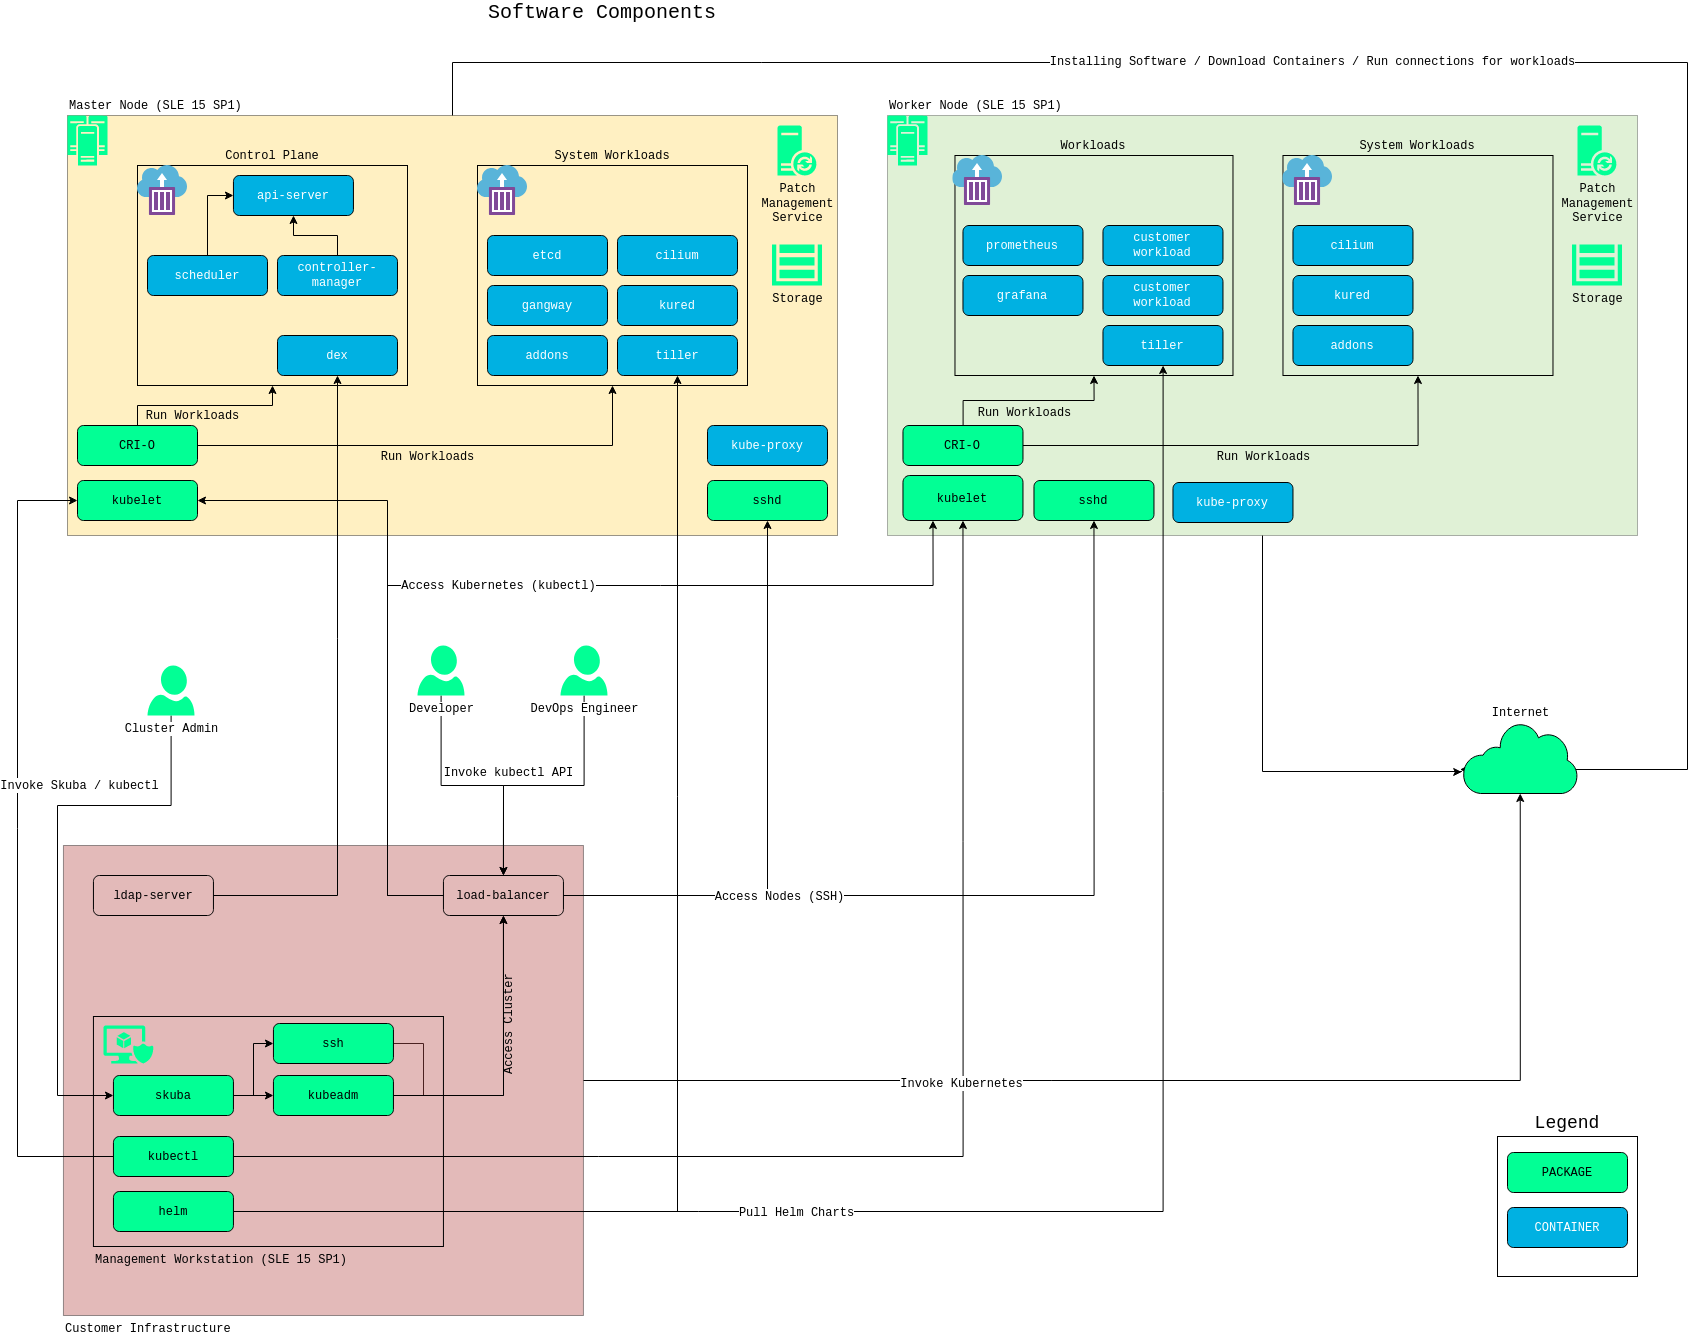 Software Components
Installing Software / Download Containers / Run connections for workloads
Master Node (SLE 15 SP1)
Control Plane
api-server
scheduler
controller-
manager
dex
Run Workloads
CRI-O
kubelet
System Workloads
etcd
cilium
gangway
kured
addons
tiller
Run Workloads
Patch
Management
Service
Storage
kube-proxy
sshd
Worker Node (SLE 15 SP1)
Workloads
prometheus
customer
workload
grafana
customer
workload
tiller
Run Workloads
CRI-O
kubelet
sshd
kube-proxy
System Workloads
cilium
kured
addons
Run Workloads
Patch
Management
Service
Storage
Access Kubernetes (kubectl)
Cluster Admin
Developer
DevOps Engineer
Internet
Invoke Skuba / kubectl
Invoke kubectl API
ldap-server
load-balancer
Access Nodes (SSH)
Access Cluster
ssh
skuba
kubeadm
Invoke Kubernetes
kubectl
helm
Pull Helm Charts
Management Workstation (SLE 15 SP1)
Customer Infrastructure
Legend
PACKAGE
CONTAINER